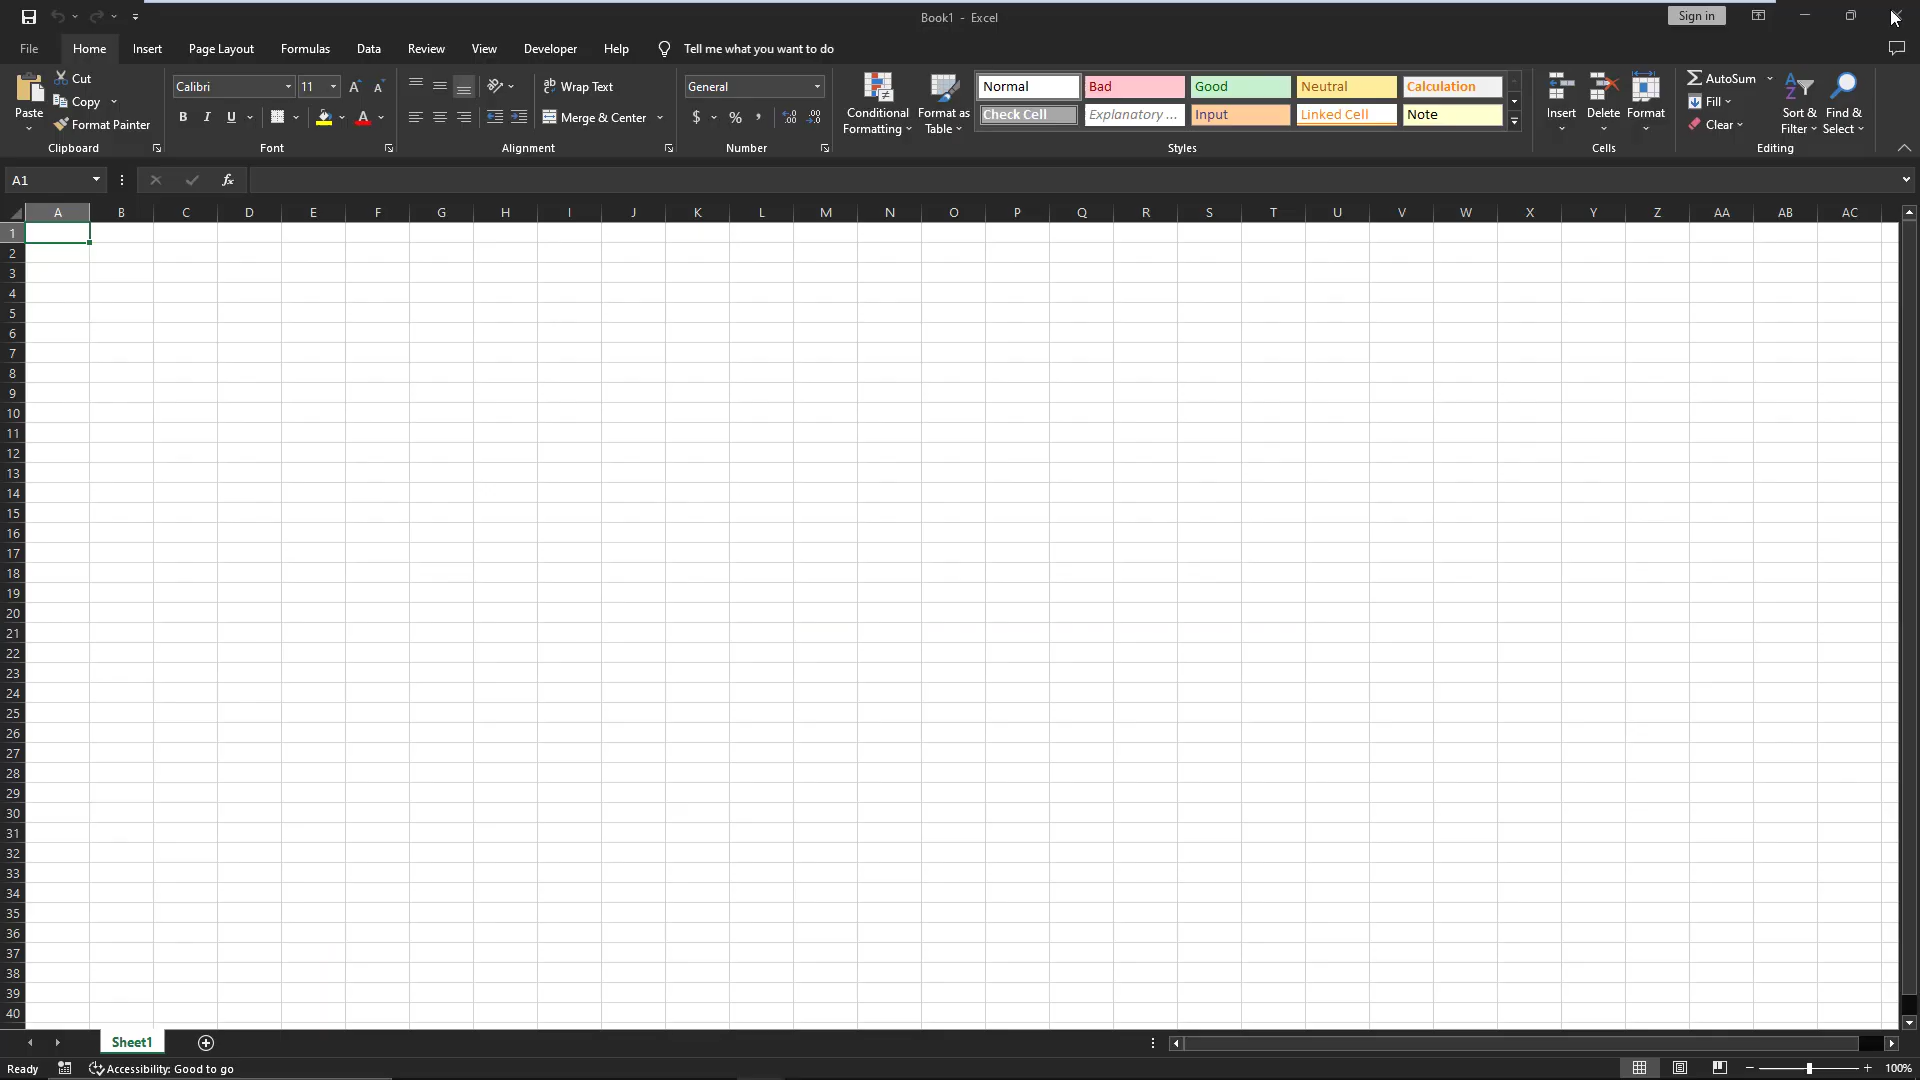 Book1 - Excel
Sign in
File Home Insert Page Layout Formulas Data Review View Developer Help Tell me what you want to do
Paste
Cut
Copy
Format Painter
Clipboard
Calibri 11
B I U
Font
Wrap Text
Merge & Center
Alignment
General
$ %
Number
Conditional Formatting
Format as Table
Normal Bad Good Neutral Calculation
Check Cell Explanatory ... Input Linked Cell Note
Styles
Insert Delete Format
Cells
AutoSum
Fill
Clear
Sort & Filter
Find & Select
Editing
A1
fx
A B C D E F G H I J K L M N O P Q R S T U V W X Y Z AA AB AC
1
2
3
4
5
6
7
8
9
10
11
12
13
14
15
16
17
18
19
20
21
22
23
24
25
26
27
28
29
30
31
32
33
34
35
36
37
38
39
40
Sheet1
Ready Accessibility: Good to go 100%